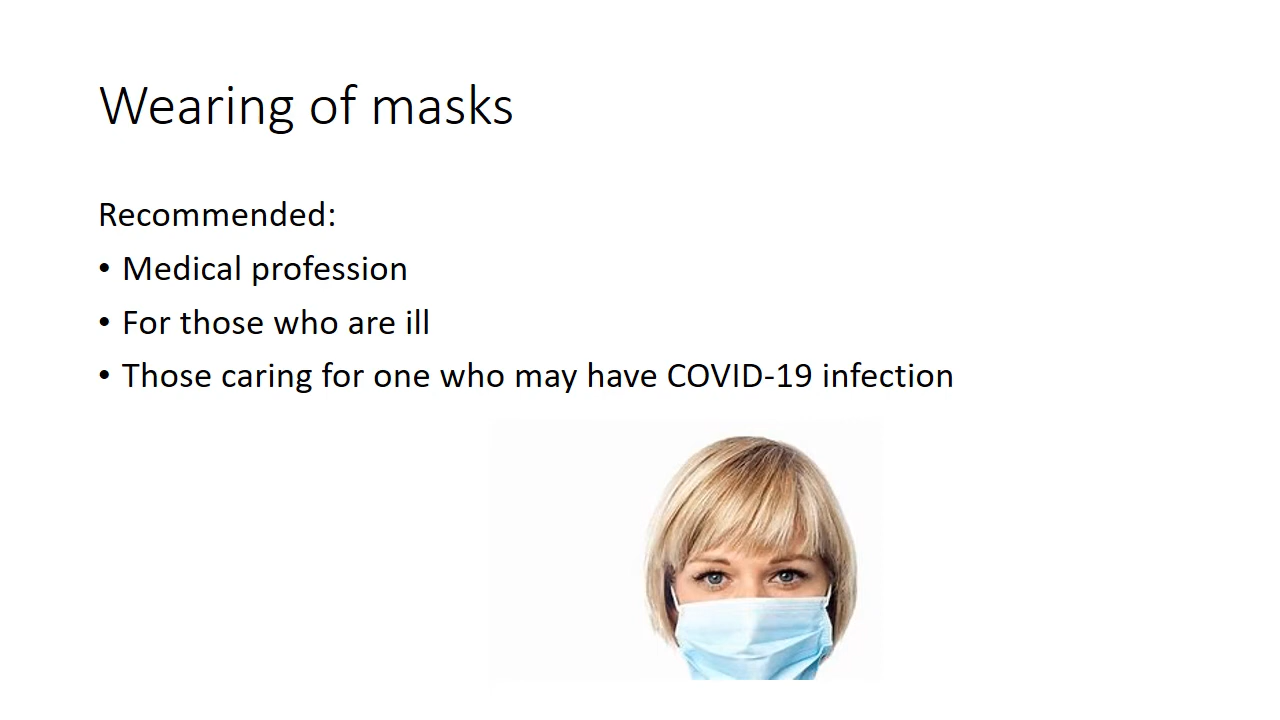 Wearing of masks
Recommended:
• Medical profession
• For those who are ill
• Those caring for one who may have COVID-19 infection